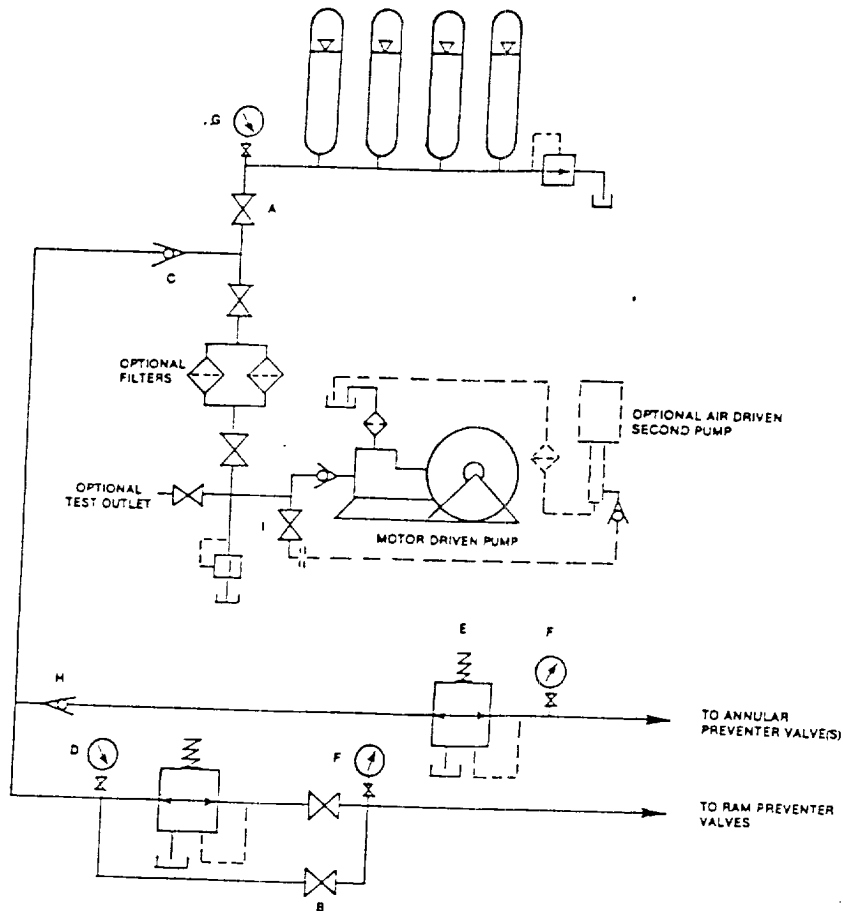 G
A
C
OPTIONAL
FILTERS
OPTIONAL AIR DRIVEN
SECOND PUMP
OPTIONAL
TEST OUTLET
I
MOTOR DRIVEN PUMP
E
F
H
TO ANNULAR
PREVENTER VALVE(S)
D
F
TO RAM PREVENTER
VALVES
B